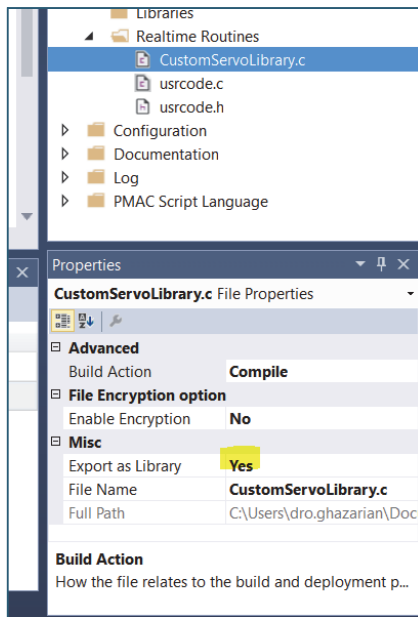 Libraries
Realtime Routines
CustomServoLibrary.c
usrcode.c
usrcode.h
Configuration
Documentation
Log
PMAC Script Language
Properties
CustomServoLibrary.c File Properties
Advanced
Build Action Compile
File Encryption option
Enable Encryption No
Misc
Export as Library Yes
File Name CustomServoLibrary.c
Full Path C:\Users\dro.ghazarian\Doc
Build Action
How the file relates to the build and deployment p...